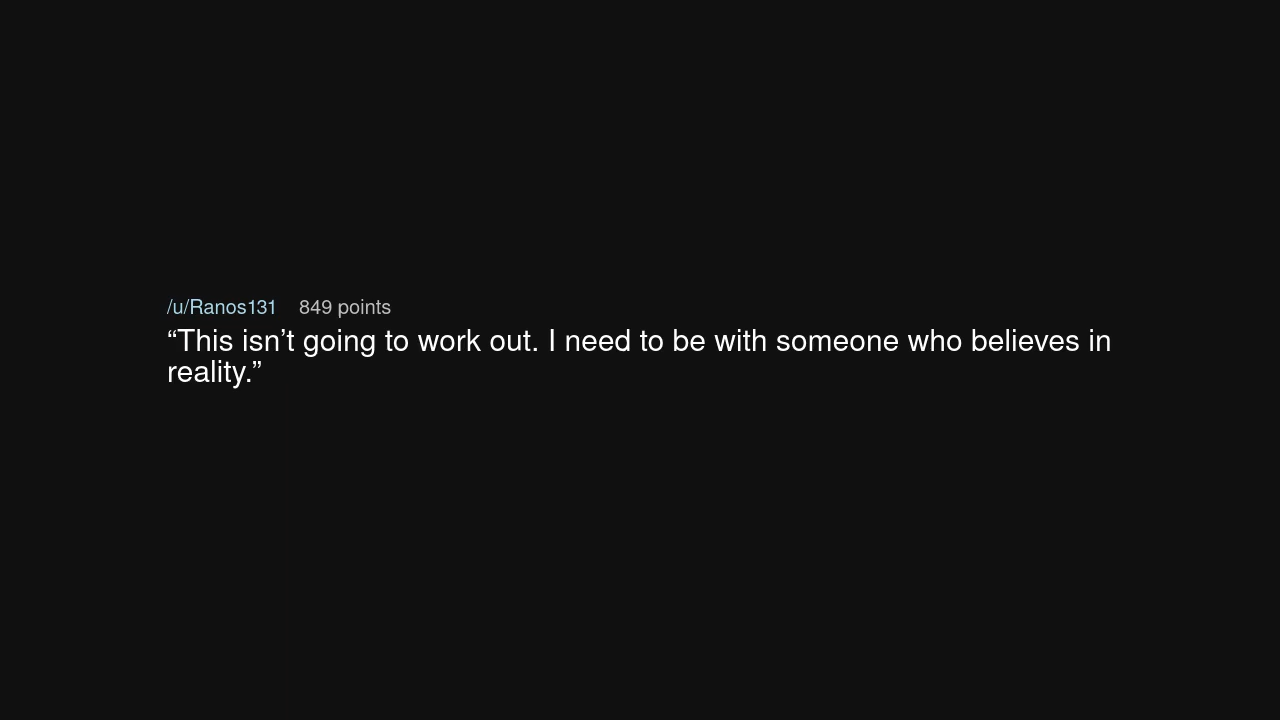 /u/Ranos131 849 points
“This isn’t going to work out. I need to be with someone who believes in
reality.”